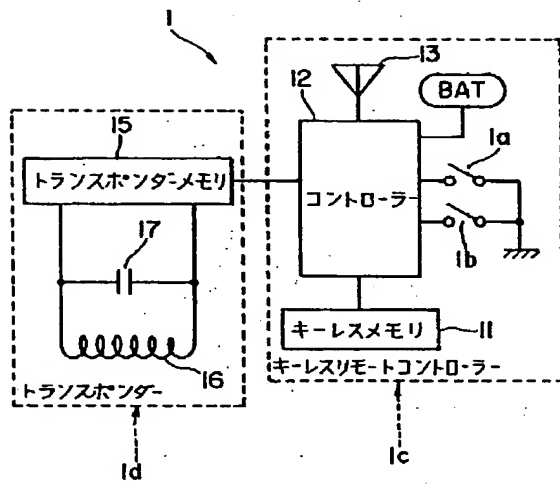 1
13
12
BAT
15
1a
トランスポンダーメモリ
コントローラー
17
1b
キーレスメモリ
11
16
キーレスリモートコントローラー
トランスポンダー
1d
1c